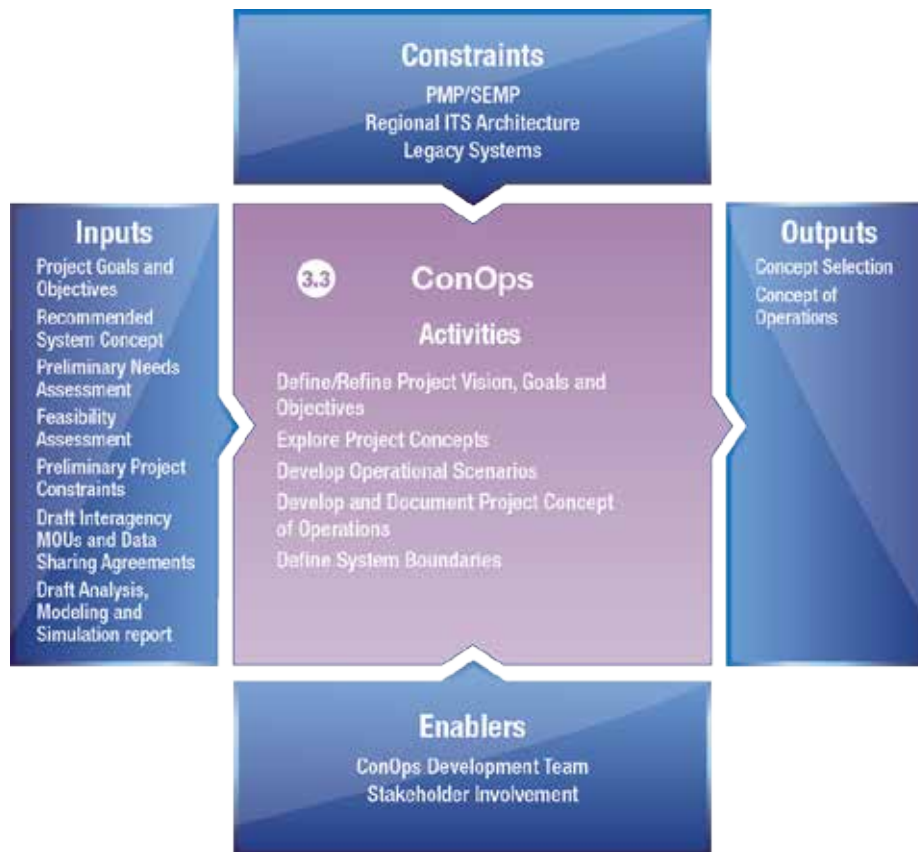 Constraints
PMP/SEMP
Regional ITS Architecture
Legacy Systems
Inputs
Project Goals and
Objectives
Recommended
System Concept
Preliminary Needs
Assessment
Feasibility
Assessment
Preliminary Project
Constraints
Draft Interagency
MOUs and Data
Sharing Agreements
Draft Analysis,
Modeling and
Simulation report
3.3 ConOps
Activities
Define/Refine Project Vision, Goals and
Objectives
Explore Project Concepts
Develop Operational Scenarios
Develop and Document Project Concept
of Operations
Define System Boundaries
Outputs
Concept Selection
Concept of
Operations
Enablers
ConOps Development Team
Stakeholder Involvement